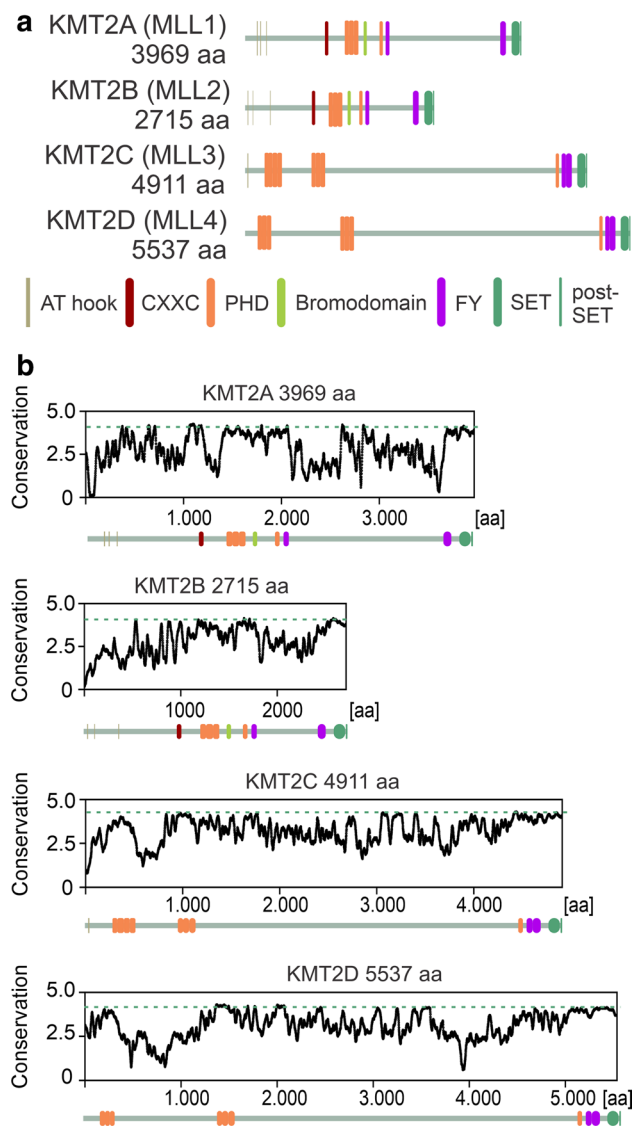 a
KMT2A (MLL1)
3969 aa
KMT2B (MLL2)
2715 aa
KMT2C (MLL3)
4911 aa
KMT2D (MLL4)
5537 aa
AT hook CXXC PHD Bromodomain FY SET post-SET
b
KMT2A 3969 aa
Conservation
5.0
2.5
0
1.000 2.000 3.000 [aa]
KMT2B 2715 aa
Conservation
5.0
2.5
0
1000 2000 [aa]
KMT2C 4911 aa
Conservation
5.0
2.5
0
1.000 2.000 3.000 4.000 [aa]
KMT2D 5537 aa
Conservation
5.0
2.5
0
1.000 2.000 3.000 4.000 5.000 [aa]